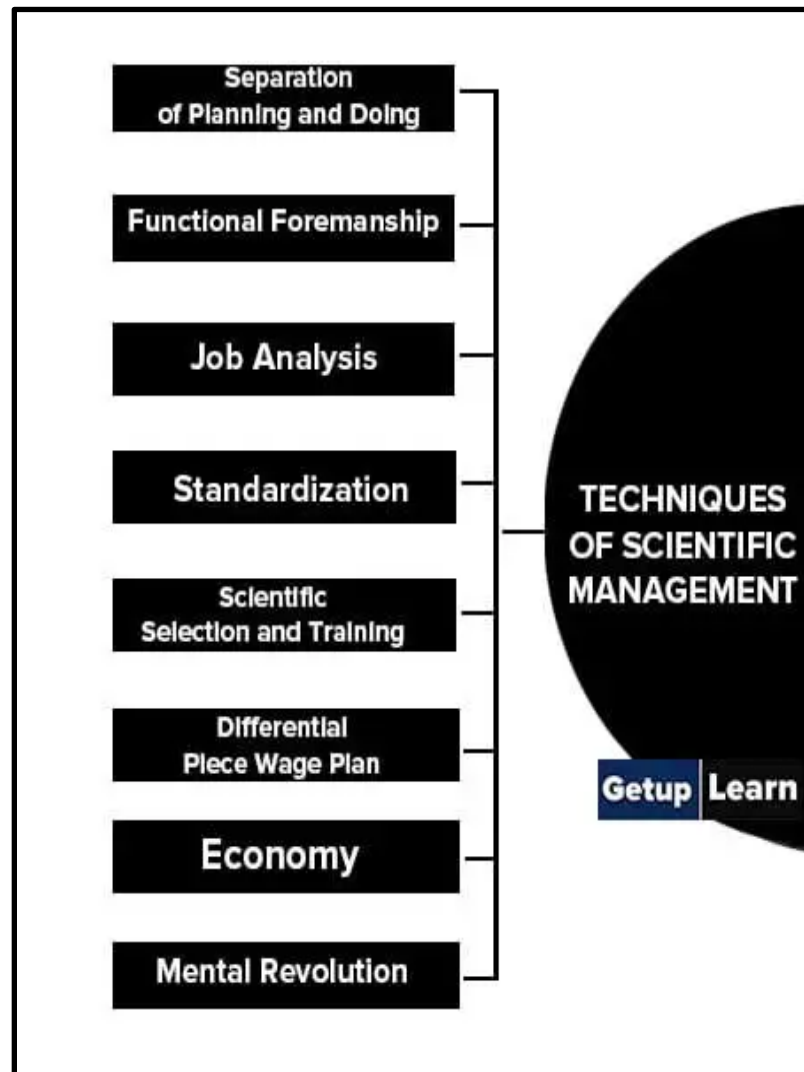 Separation
of Planning and Doing
Functional Foremanship
Job Analysis
Standardization
Scientific
Selection and Training
Differential
Piece Wage Plan
Economy
Mental Revolution
TECHNIQUES
OF SCIENTIFIC
MANAGEMENT
Getup Learn